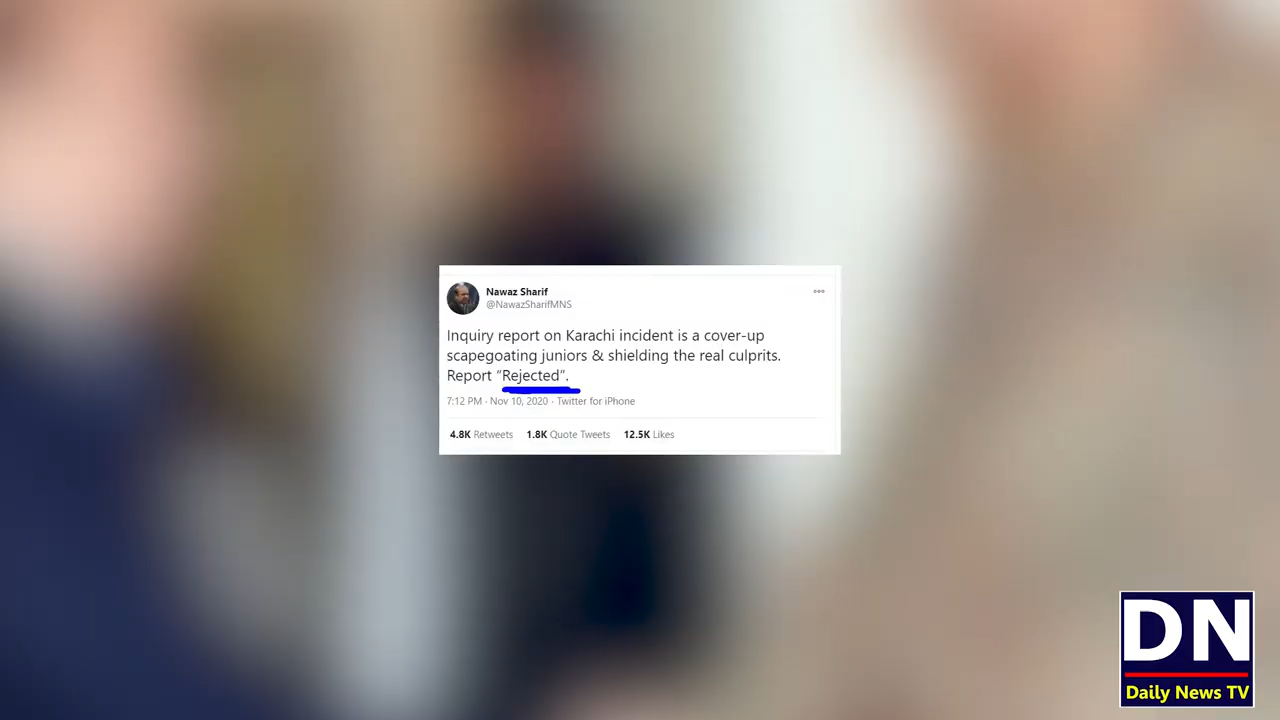 Nawaz Sharif
@NawazSharifMNS
Inquiry report on Karachi incident is a cover-up
scapegoating juniors & shielding the real culprits.
Report “Rejected”.
7:12 PM · Nov 10, 2020 · Twitter for iPhone
4.8K Retweets 1.8K Quote Tweets 12.5K Likes
DN
Daily News TV